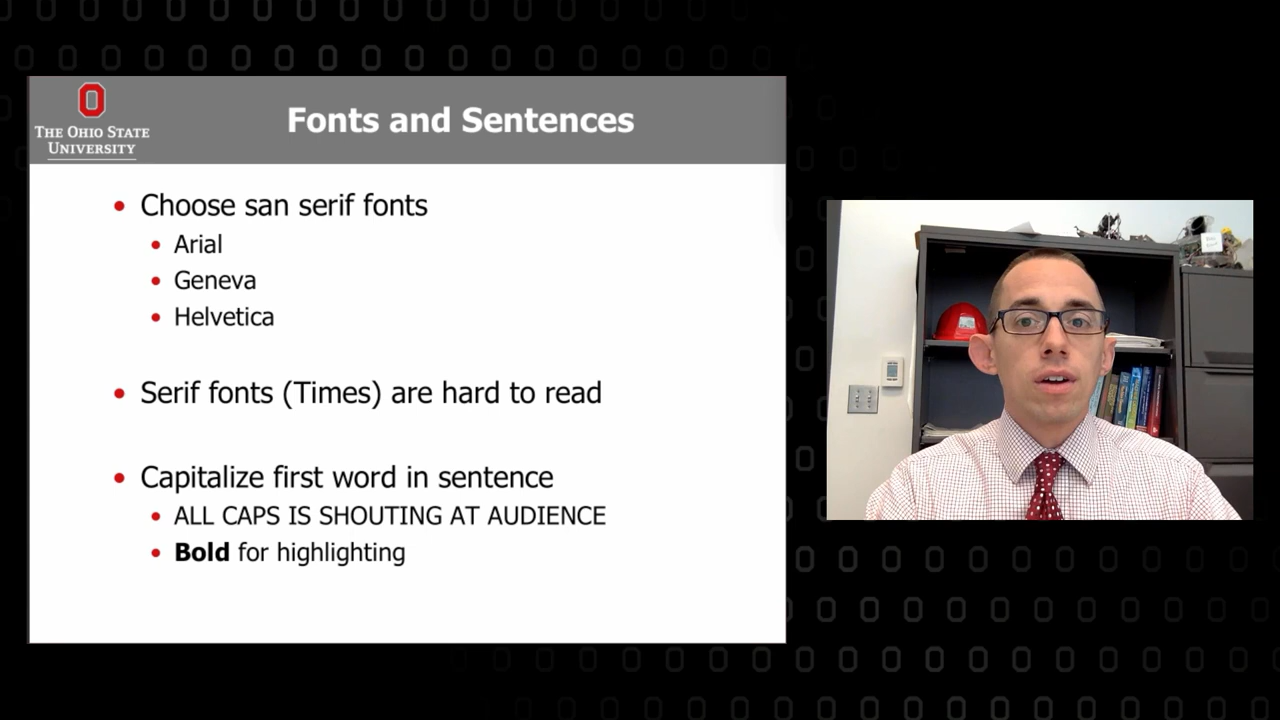 THE OHIO STATE
UNIVERSITY
Fonts and Sentences
Choose san serif fonts
Arial
Geneva
Helvetica
Serif fonts (Times) are hard to read
Capitalize first word in sentence
ALL CAPS IS SHOUTING AT AUDIENCE
Bold for highlighting